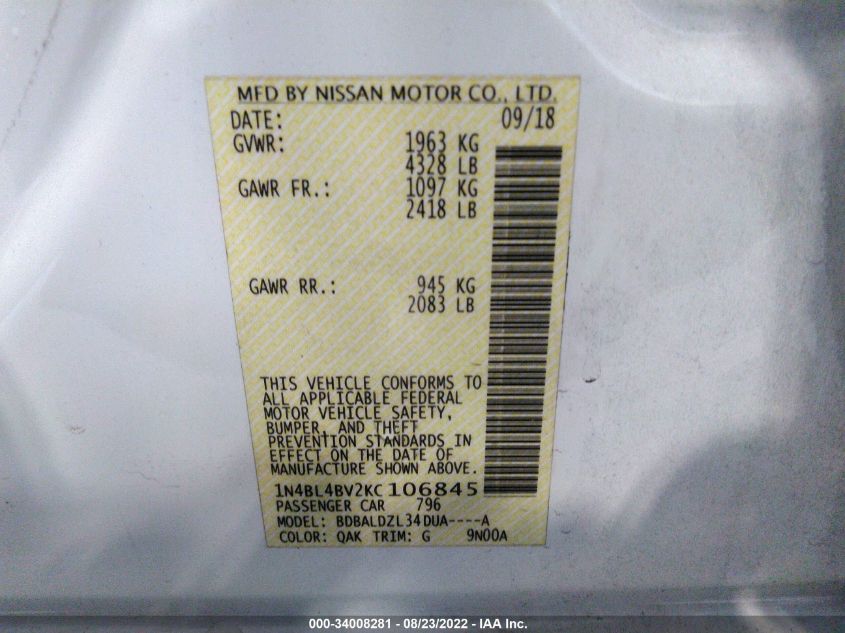 MFD BY NISSAN MOTOR CO., LTD.
DATE: 09/18
GVWR: 1963 KG
4328 LB
GAWR FR.: 1097 KG
2418 LB
GAWR RR.: 945 KG
2083 LB
THIS VEHICLE CONFORMS TO
ALL APPLICABLE FEDERAL
MOTOR VEHICLE SAFETY,
BUMPER, AND THEFT
PREVENTION STANDARDS IN
EFFECT ON THE DATE OF
MANUFACTURE SHOWN ABOVE.
1N4BL4BV2KC106845
PASSENGER CAR 796
MODEL: BDBALDZL34DUA----A
COLOR: QAK TRIM: G 9N00A
000-34008281 - 08/23/2022 - IAA Inc.